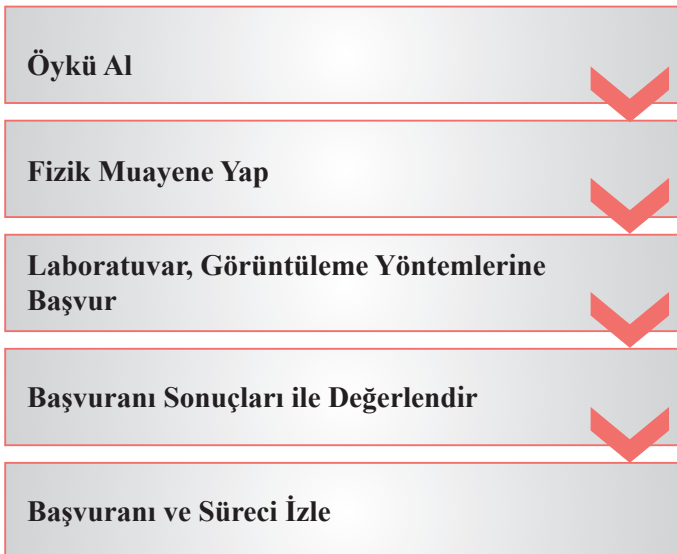 Öykü Al
Fizik Muayene Yap
Laboratuvar, Görüntüleme Yöntemlerine
Başvur
Başvuranı Sonuçları ile Değerlendir
Başvuranı ve Süreci İzle